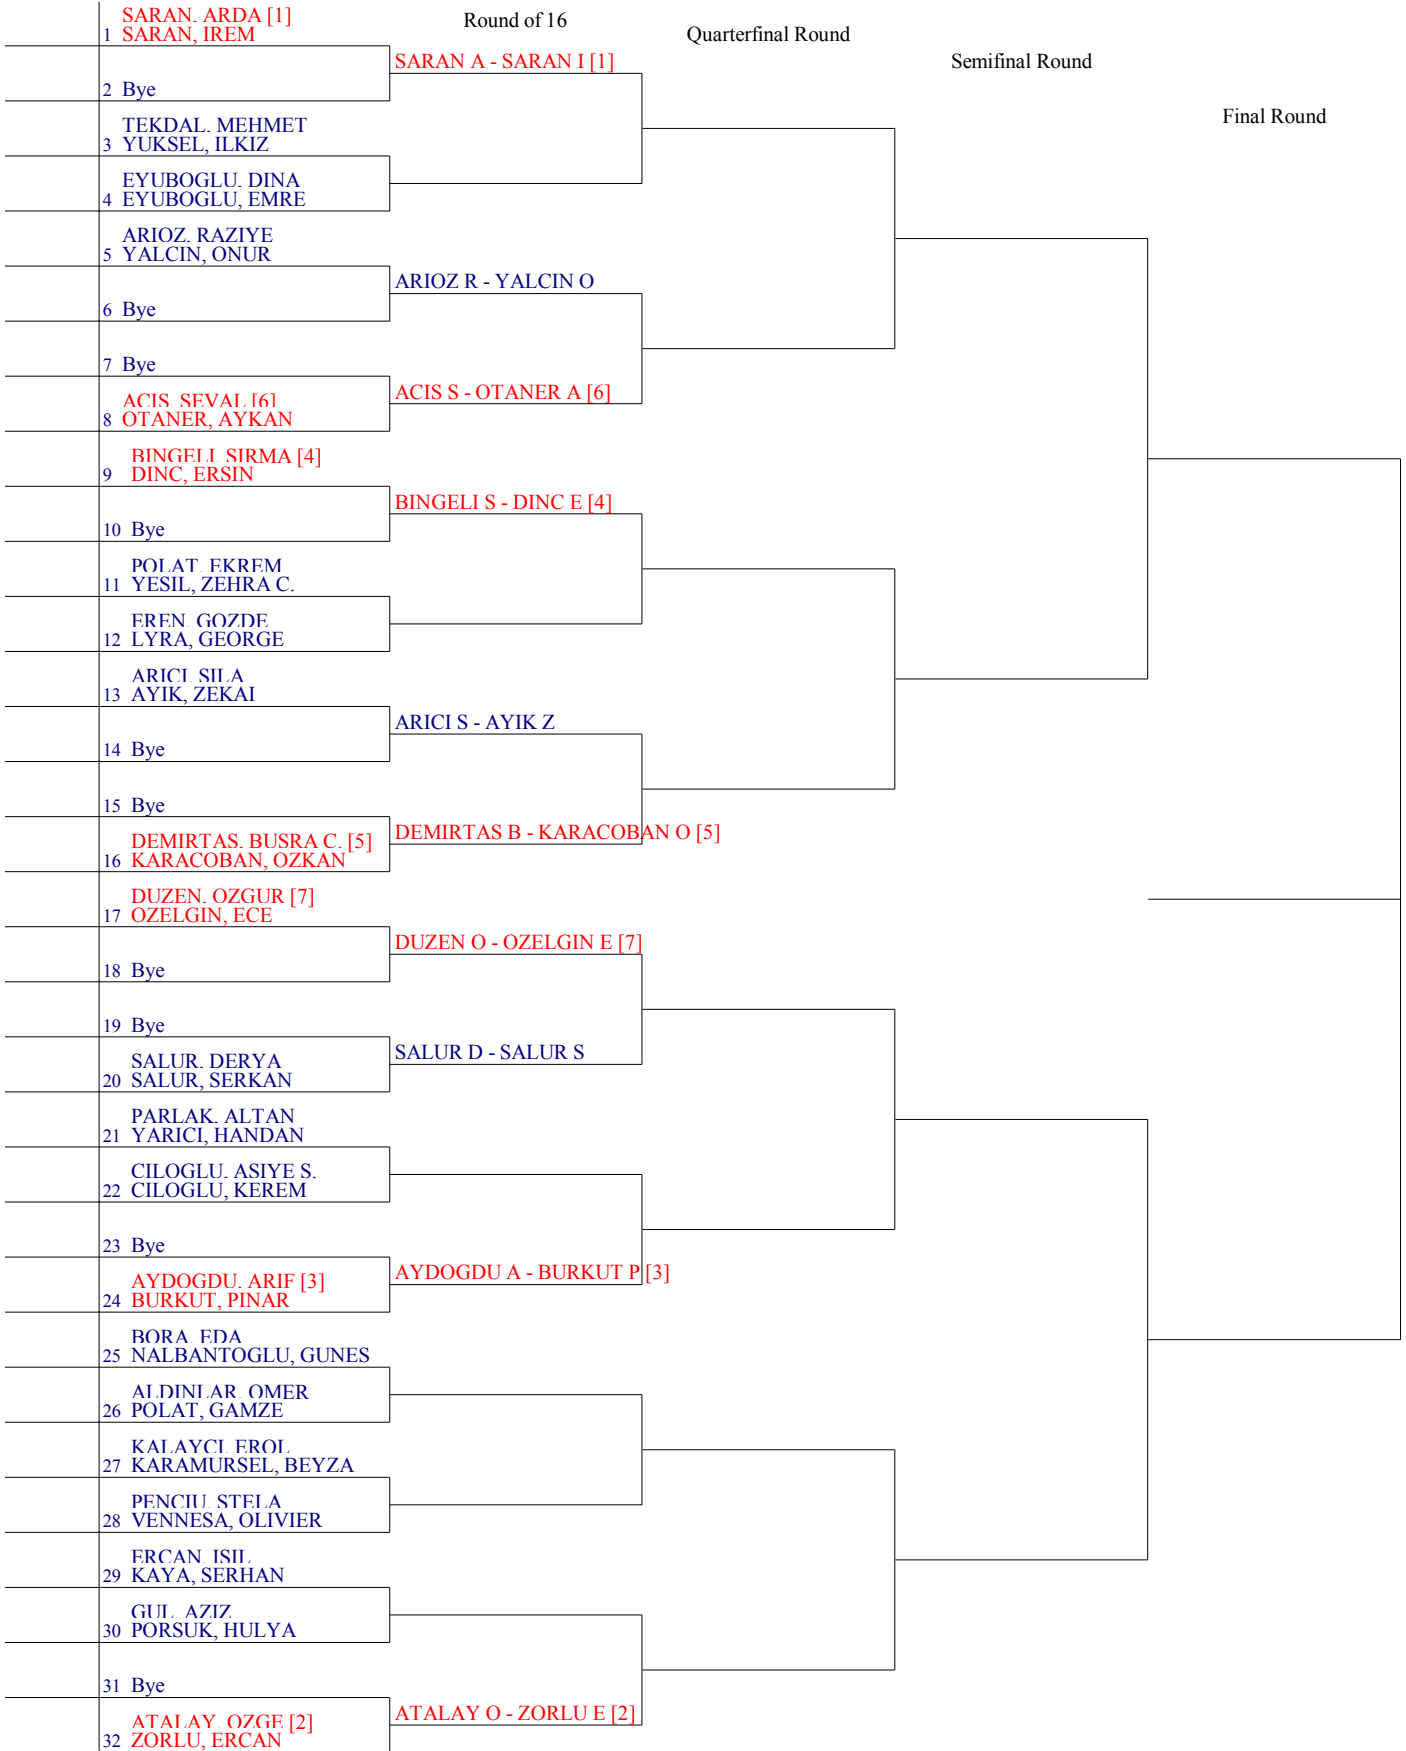 SARAN, ARDA [1]
1 SARAN, IREM
Round of 16
Quarterfinal Round
SARAN A - SARAN I [1]
Semifinal Round
2 Bye
Final Round
TEKDAL, MEHMET
3 YUKSEL, ILKIZ
EYUBOGLU, DINA
4 EYUBOGLU, EMRE
ARIOZ, RAZIYE
5 YALCIN, ONUR
ARIOZ R - YALCIN O
6 Bye
7 Bye
ACIS, SEVAL [6]
8 OTANER, AYKAN
ACIS S - OTANER A [6]
BINGELI, SIRMA [4]
9 DINC, ERSIN
BINGELI S - DINC E [4]
10 Bye
POLAT, EKREM
11 YESIL, ZEHRA C.
EREN, GOZDE
12 LYRA, GEORGE
ARICI, SILA
13 AYIK, ZEKAI
ARICI S - AYIK Z
14 Bye
15 Bye
DEMIRTAS B - KARACOBAN O [5]
DEMIRTAS, BUSRA C. [5]
16 KARACOBAN, OZKAN
DUZEN, OZGUR [7]
17 OZELGIN, ECE
DUZEN O - OZELGIN E [7]
18 Bye
19 Bye
SALUR D - SALUR S
SALUR, DERYA
20 SALUR, SERKAN
PARLAK, ALTAN
21 YARICI, HANDAN
CILOGLU, ASIYE S.
22 CILOGLU, KEREM
23 Bye
AYDOGDU A - BURKUT P [3]
AYDOGDU, ARIF [3]
24 BURKUT, PINAR
BORA, EDA
25 NALBANTOGLU, GUNES
ALDINLAR, OMER
26 POLAT, GAMZE
KALAYCI, EROL
27 KARAMURSEL, BEYZA
PENCIU, STELA
28 VENNESA, OLIVIER
ERCAN, ISIL
29 KAYA, SERHAN
GUL, AZIZ
30 PORSUK, HULYA
31 Bye
ATALAY O - ZORLU E [2]
ATALAY, OZGE [2]
32 ZORLU, ERCAN